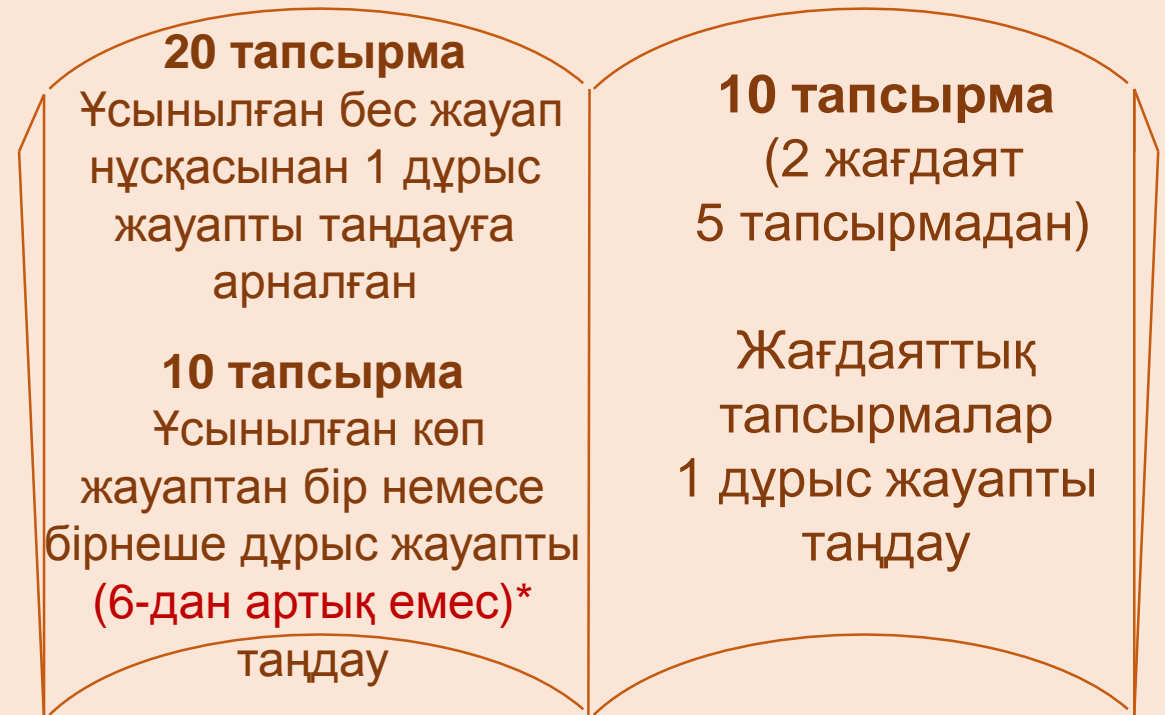 20 тапсырма
Ұсынылған бес жауап
нұсқасынан 1 дұрыс
жауапты таңдауға
арналған
10 тапсырма
Ұсынылған көп
жауаптан бір немесе
бірнеше дұрыс жауапты
(6-дан артық емес)*
таңдау
10 тапсырма
(2 жағдаят
5 тапсырмадан)
Жағдаяттық
тапсырмалар
1 дұрыс жауапты
таңдау